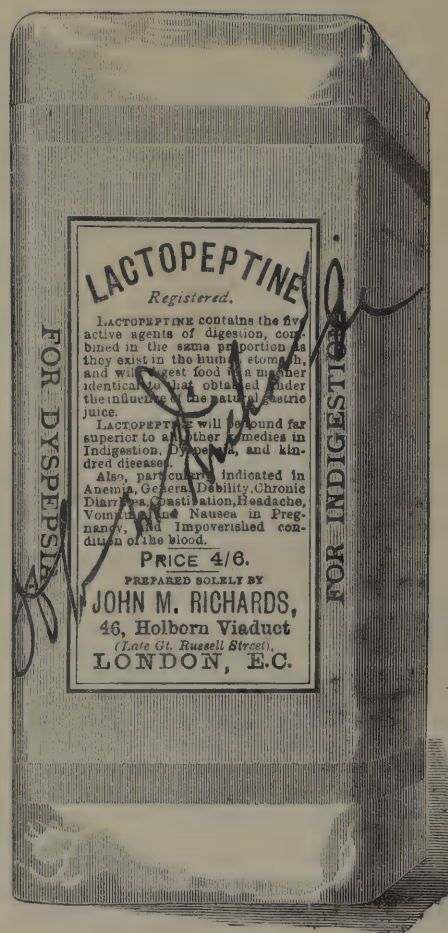 LACTOPEPTINE
Registered.
LACTOPEPTINE contains the five
active agents of digestion, com-
bined in the same proportion as
they exist in the human stomach,
and will digest food in a manner
identical to that obtained under
the influence of the natural gastric
juice.
LACTOPEPTINE will be found far
superior to all other remedies in
Indigestion, Dyspepsia, and kin-
dred diseases.
Also, particularly indicated in
Anemia, General Debility, Chronic
Diarrhœa, Constipation, Headache,
Vomiting and Nausea in Preg-
nancy, and Impoverished con-
dition of the blood.
PRICE 4/6.
PREPARED SOLELY BY
JOHN M. RICHARDS,
46, Holborn Viaduct
(Late Gt. Russell Street),
LONDON, E.C.
FOR DYSPEPSIA
FOR INDIGESTION.
John M Richards